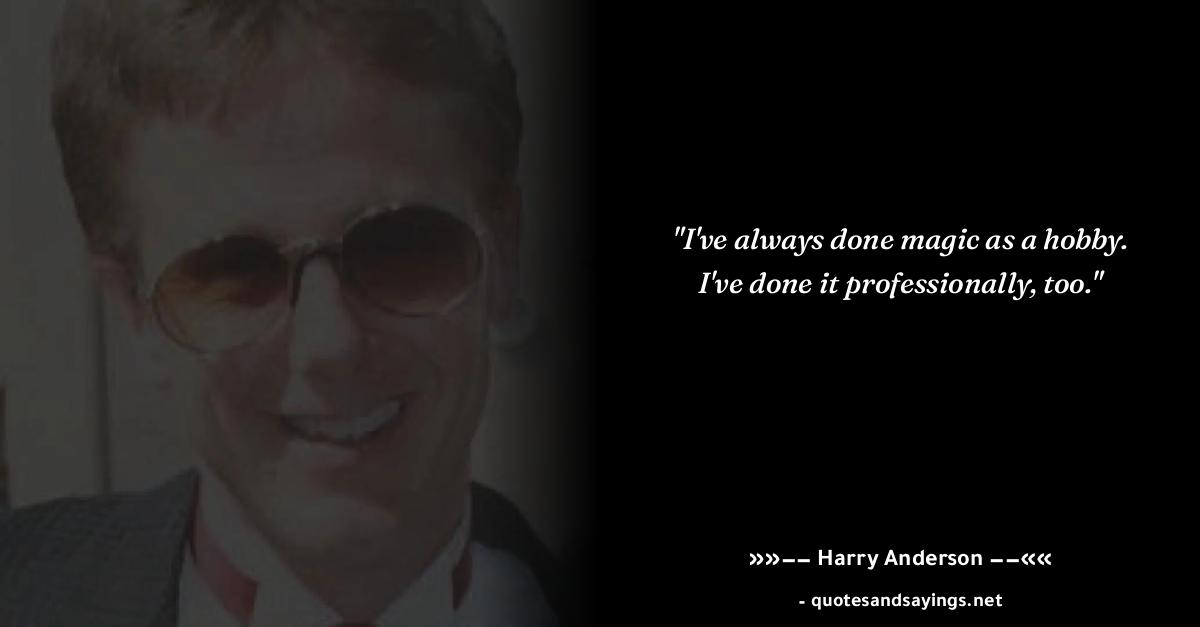 "I've always done magic as a hobby.
I've done it professionally, too."
»»–– Harry Anderson ––««
- quotesandsayings.net